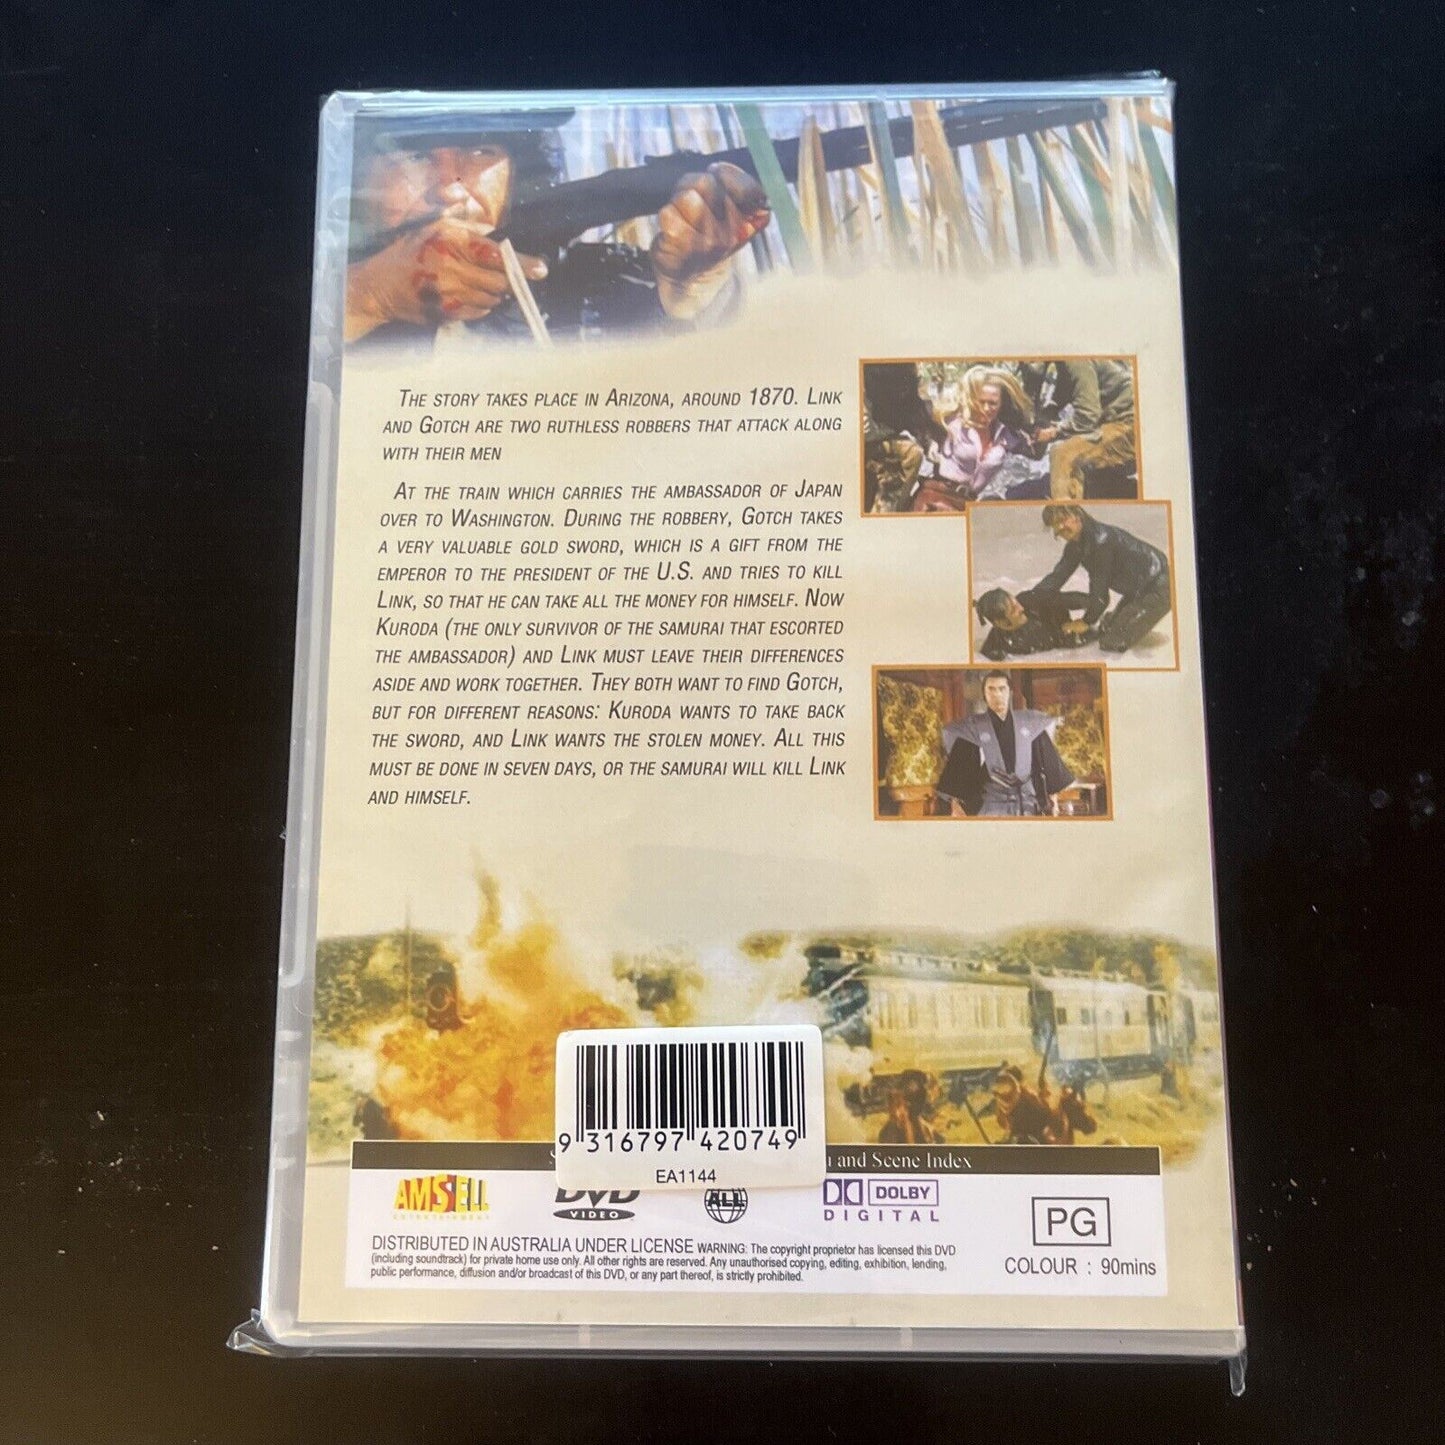 The story takes place in Arizona, around 1870. Link
and Gotch are two ruthless robbers that attack along
with their men
At the train which carries the ambassador of Japan
over to Washington. During the robbery, Gotch takes
a very valuable gold sword, which is a gift from the
emperor to the president of the U.S. and tries to kill
Link, so that he can take all the money for himself. Now
Kuroda (the only survivor of the samurai that escorted
the ambassador) and Link must leave their differences
aside and work together. They both want to find Gotch,
but for different reasons: Kuroda wants to take back
the sword, and Link wants the stolen money. All this
must be done in seven days, or the samurai will kill Link
and himself.
9 316797 420749
EA1144
and Scene Index
AMSELL
ENTERTAINMENT
DVD
VIDEO
ALL
DOLBY
DIGITAL
PG
COLOUR : 90mins
DISTRIBUTED IN AUSTRALIA UNDER LICENSE WARNING: The copyright proprietor has licensed this DVD
(including soundtrack) for private home use only. All other rights are reserved. Any unauthorised copying, editing, exhibition, lending,
public performance, diffusion and/or broadcast of this DVD, or any part thereof, is strictly prohibited.